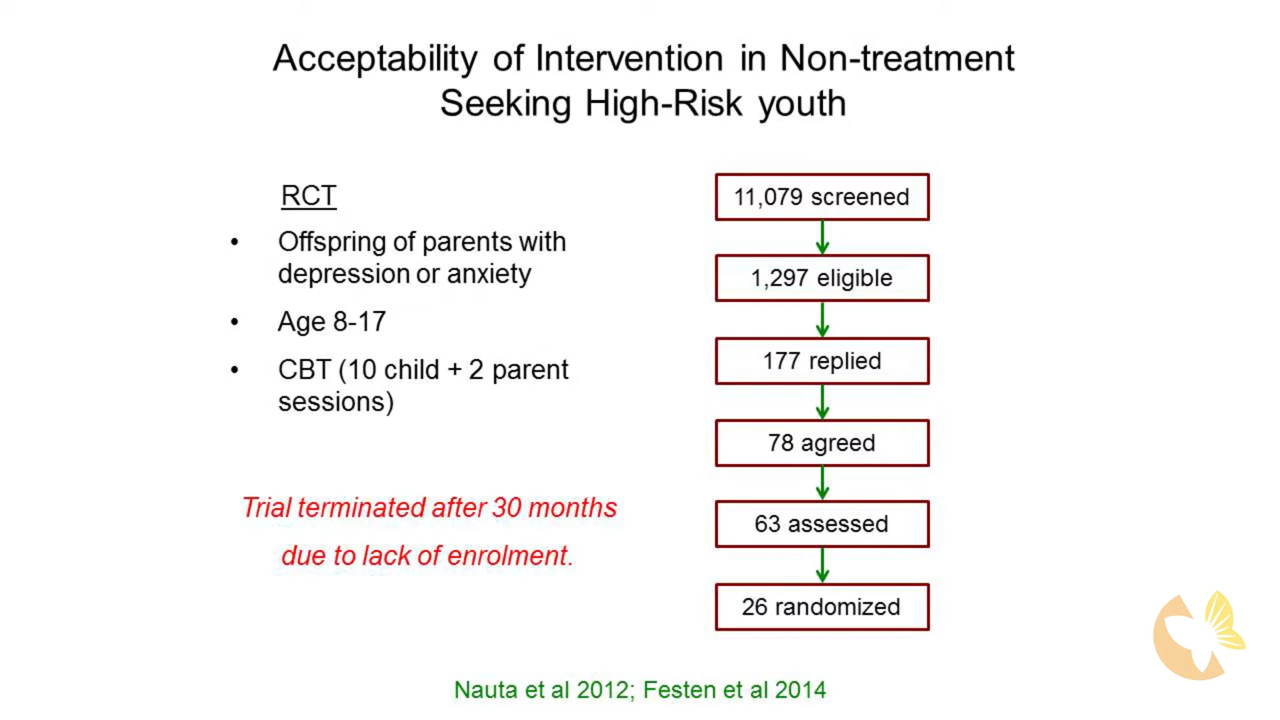 Acceptability of Intervention in Non-treatment
Seeking High-Risk youth
RCT
• Offspring of parents with
depression or anxiety
• Age 8-17
• CBT (10 child + 2 parent
sessions)
Trial terminated after 30 months
due to lack of enrolment.
11,079 screened
1,297 eligible
177 replied
78 agreed
63 assessed
26 randomized
Nauta et al 2012; Festen et al 2014